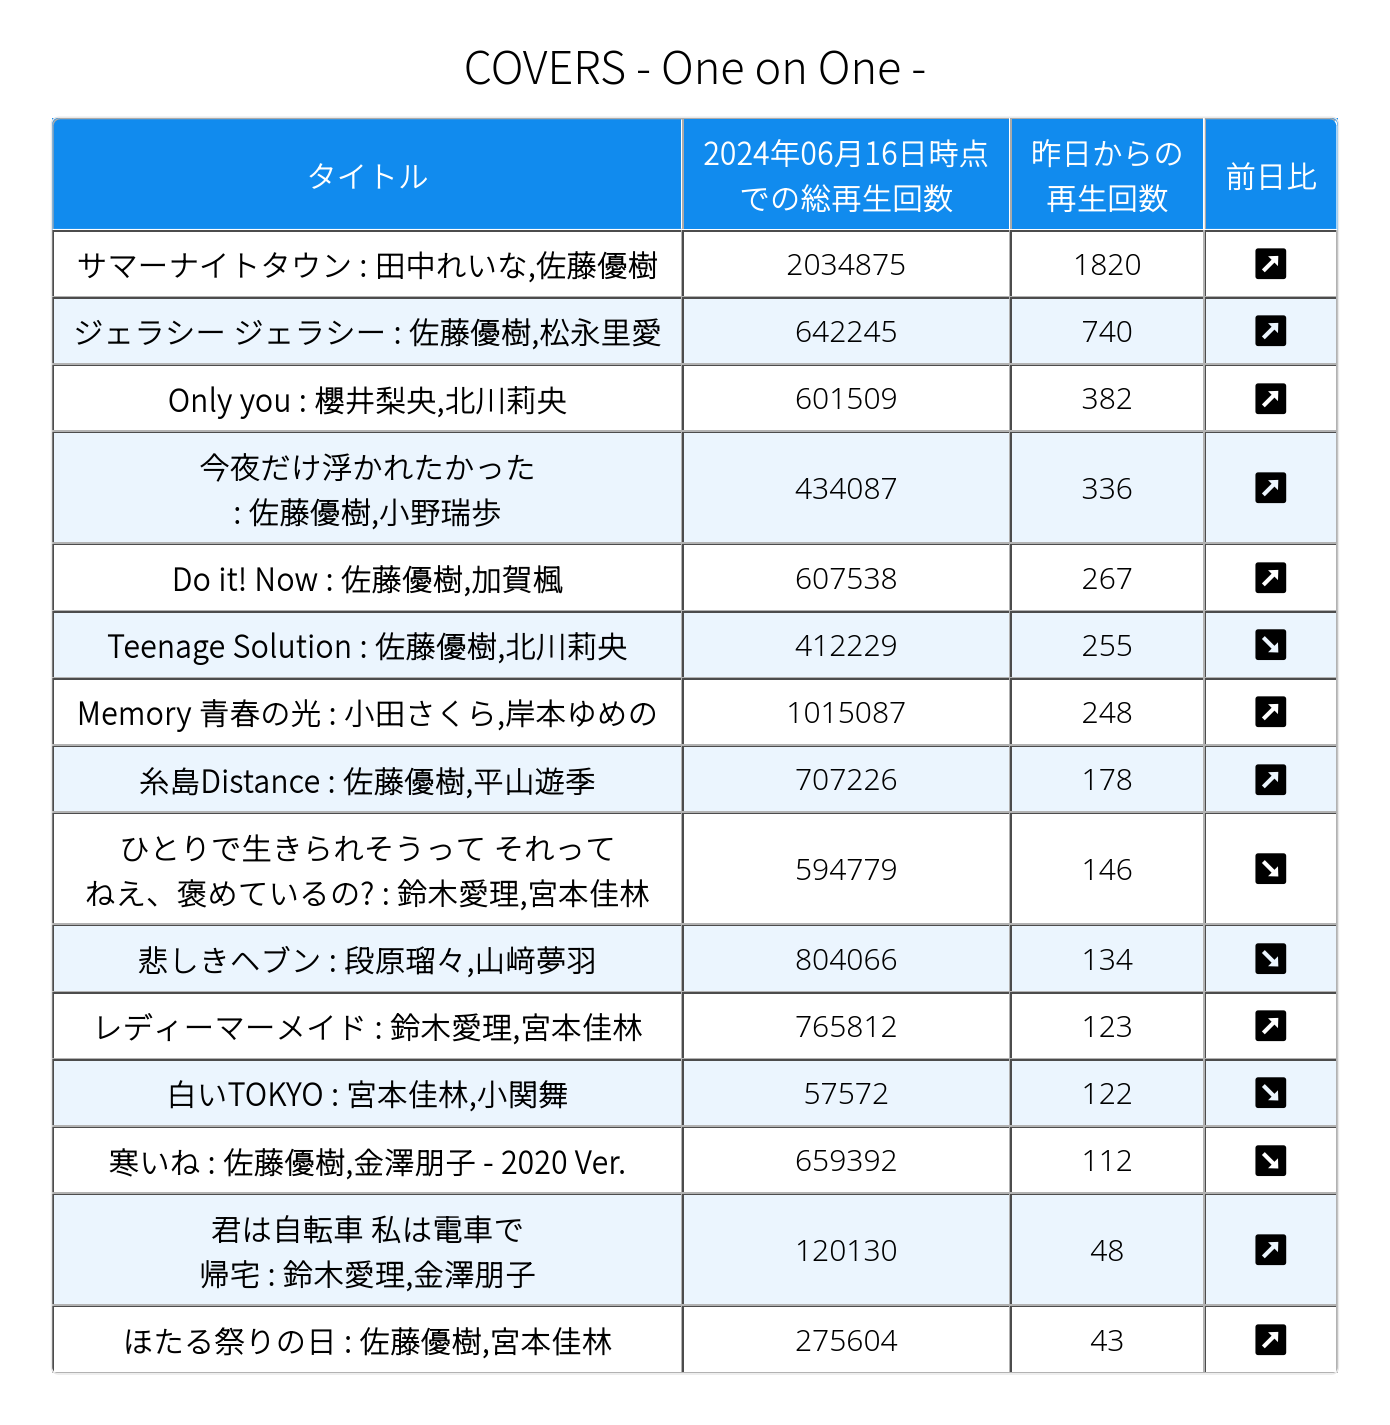 COVERS - One on One -
タイトル
2024年06月16日時点
での総再生回数
昨日からの
再生回数
前日比
サマーナイトタウン : 田中れいな,佐藤優樹 2034875 1820
ジェラシー ジェラシー : 佐藤優樹,松永里愛 642245 740
Only you : 櫻井梨央,北川莉央 601509 382
今夜だけ浮かれたかった
: 佐藤優樹,小野瑞歩 434087 336
Do it! Now : 佐藤優樹,加賀楓 607538 267
Teenage Solution : 佐藤優樹,北川莉央 412229 255
Memory 青春の光 : 小田さくら,岸本ゆめの 1015087 248
糸島Distance : 佐藤優樹,平山遊季 707226 178
ひとりで生きられそうって それって
ねえ、褒めているの? : 鈴木愛理,宮本佳林 594779 146
悲しきヘブン : 段原瑠々,山﨑夢羽 804066 134
レディーマーメイド : 鈴木愛理,宮本佳林 765812 123
白いTOKYO : 宮本佳林,小関舞 57572 122
寒いね : 佐藤優樹,金澤朋子 - 2020 Ver. 659392 112
君は自転車 私は電車で
帰宅 : 鈴木愛理,金澤朋子 120130 48
ほたる祭りの日 : 佐藤優樹,宮本佳林 275604 43